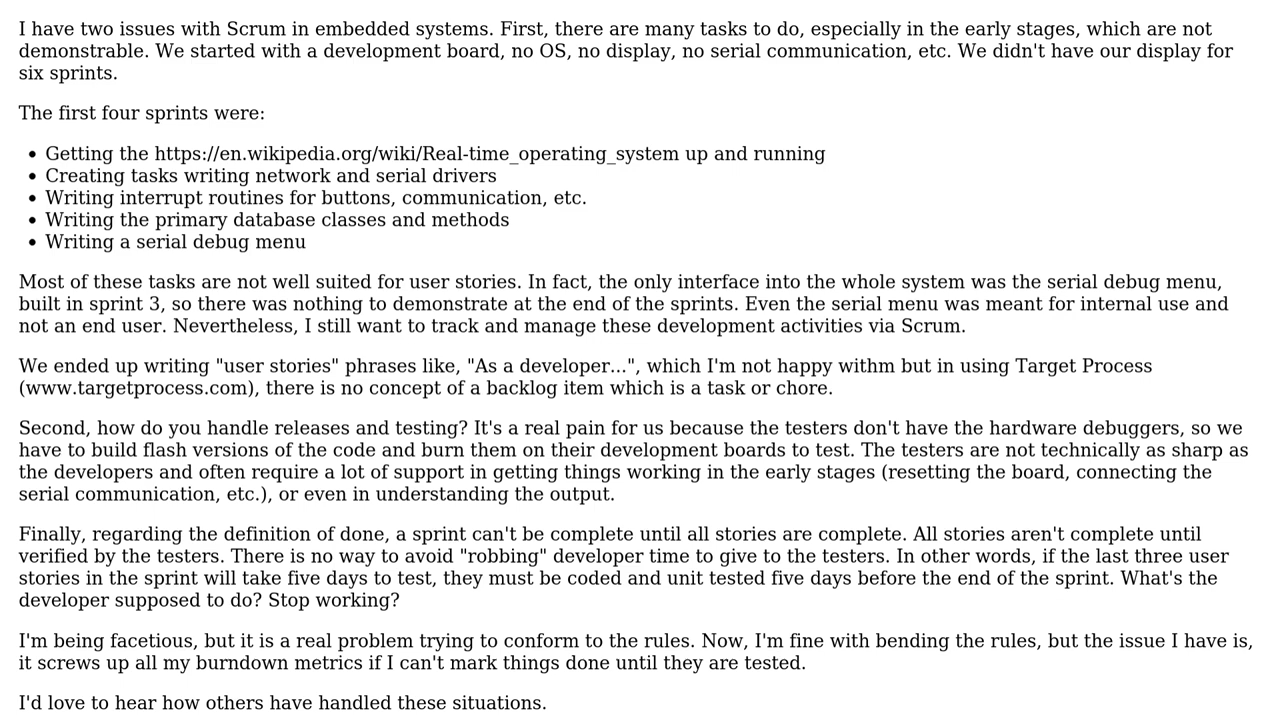 I have two issues with Scrum in embedded systems. First, there are many tasks to do, especially in the early stages, which are not
demonstrable. We started with a development board, no OS, no display, no serial communication, etc. We didn't have our display for
six sprints.
The first four sprints were:
• Getting the https://en.wikipedia.org/wiki/Real-time_operating_system up and running
• Creating tasks writing network and serial drivers
• Writing interrupt routines for buttons, communication, etc.
• Writing the primary database classes and methods
• Writing a serial debug menu
Most of these tasks are not well suited for user stories. In fact, the only interface into the whole system was the serial debug menu,
built in sprint 3, so there was nothing to demonstrate at the end of the sprints. Even the serial menu was meant for internal use and
not an end user. Nevertheless, I still want to track and manage these development activities via Scrum.
We ended up writing "user stories" phrases like, "As a developer...", which I'm not happy withm but in using Target Process
(www.targetprocess.com), there is no concept of a backlog item which is a task or chore.
Second, how do you handle releases and testing? It's a real pain for us because the testers don't have the hardware debuggers, so we
have to build flash versions of the code and burn them on their development boards to test. The testers are not technically as sharp as
the developers and often require a lot of support in getting things working in the early stages (resetting the board, connecting the
serial communication, etc.), or even in understanding the output.
Finally, regarding the definition of done, a sprint can't be complete until all stories are complete. All stories aren't complete until
verified by the testers. There is no way to avoid "robbing" developer time to give to the testers. In other words, if the last three user
stories in the sprint will take five days to test, they must be coded and unit tested five days before the end of the sprint. What's the
developer supposed to do? Stop working?
I'm being facetious, but it is a real problem trying to conform to the rules. Now, I'm fine with bending the rules, but the issue I have is,
it screws up all my burndown metrics if I can't mark things done until they are tested.
I'd love to hear how others have handled these situations.